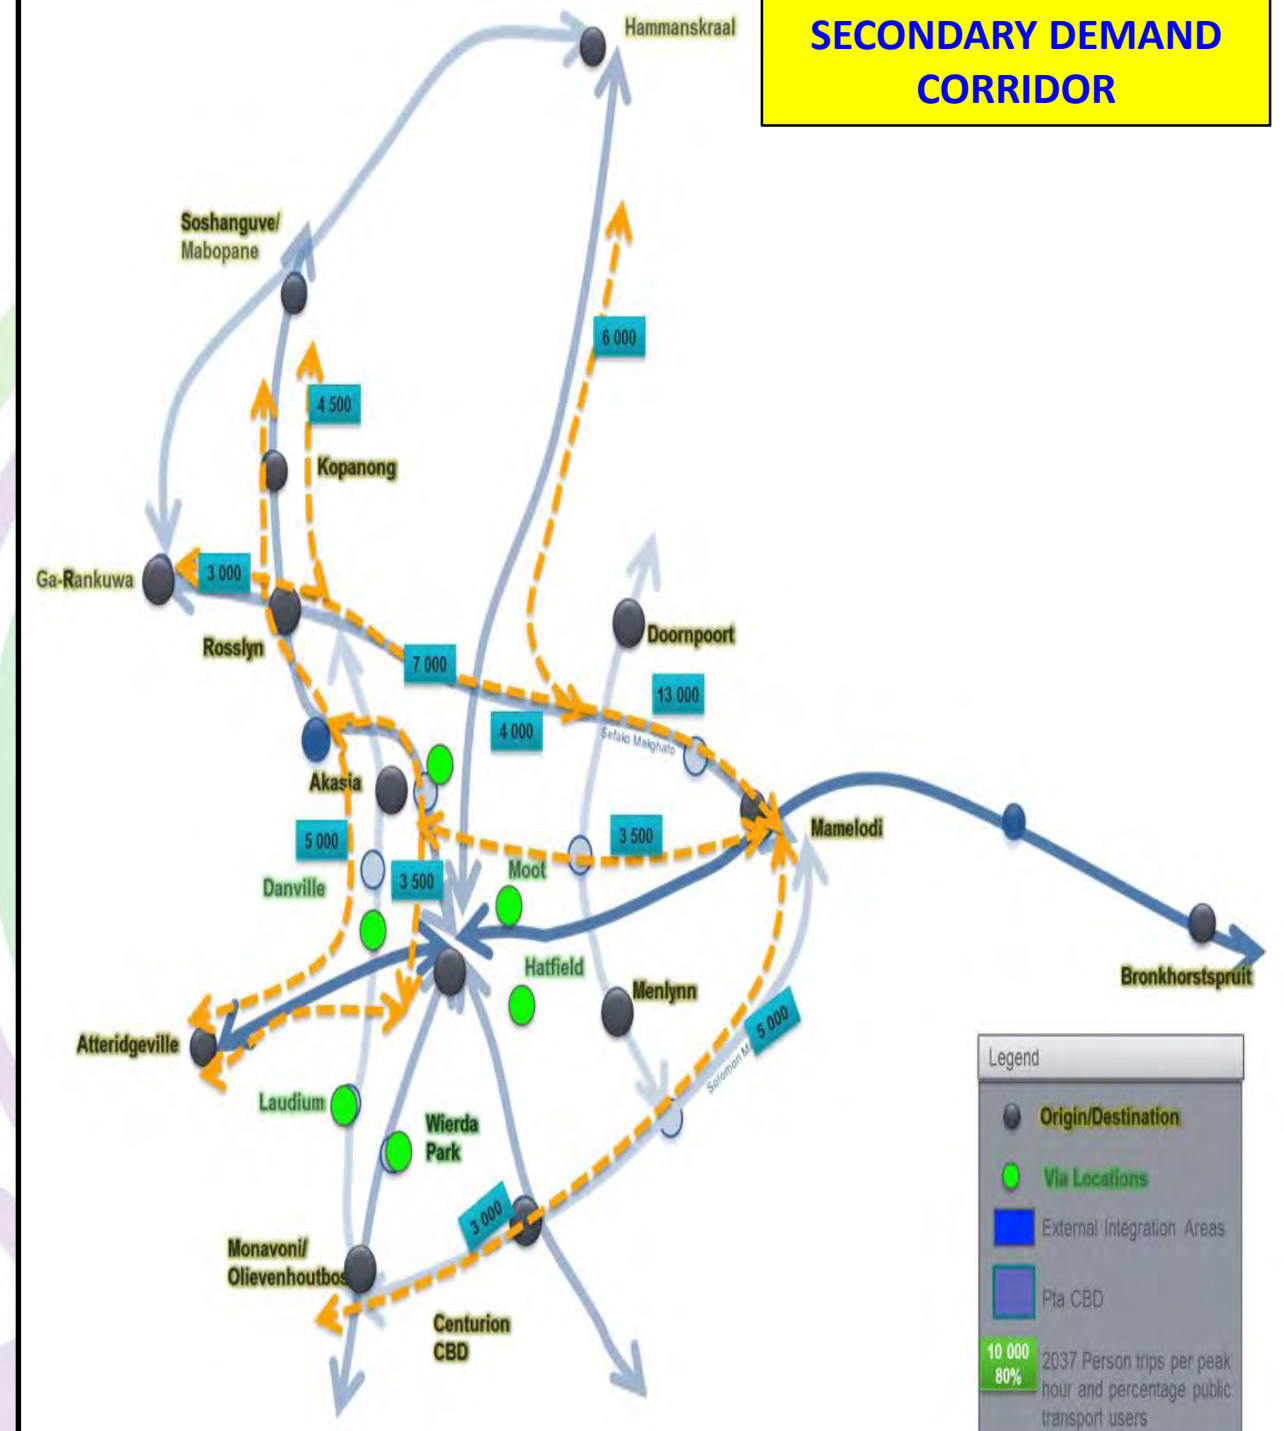 SECONDARY DEMAND
CORRIDOR
Hammanskraal
Soshanguve/
Mabopane
6 000
4 500
Kopanong
Ga-Rankuwa
3 000
Rosslyn
Doornpoort
7 000
13 000
4 000
Sefako Makghato
Akasia
5 000
3 500
Mamelodi
Danville
3 500
Moot
Hatfield
Menlynn
Bronkhorstspruit
5 000
Solomon M
Atteridgeville
Laudium
Wierda
Park
3 000
Monavoni/
Olievenhoutbos
Centurion
CBD
Legend
Origin/Destination
Via Locations
External Integration Areas
Pta CBD
10 000
80%
2037 Person trips per peak
hour and percentage public
transport users